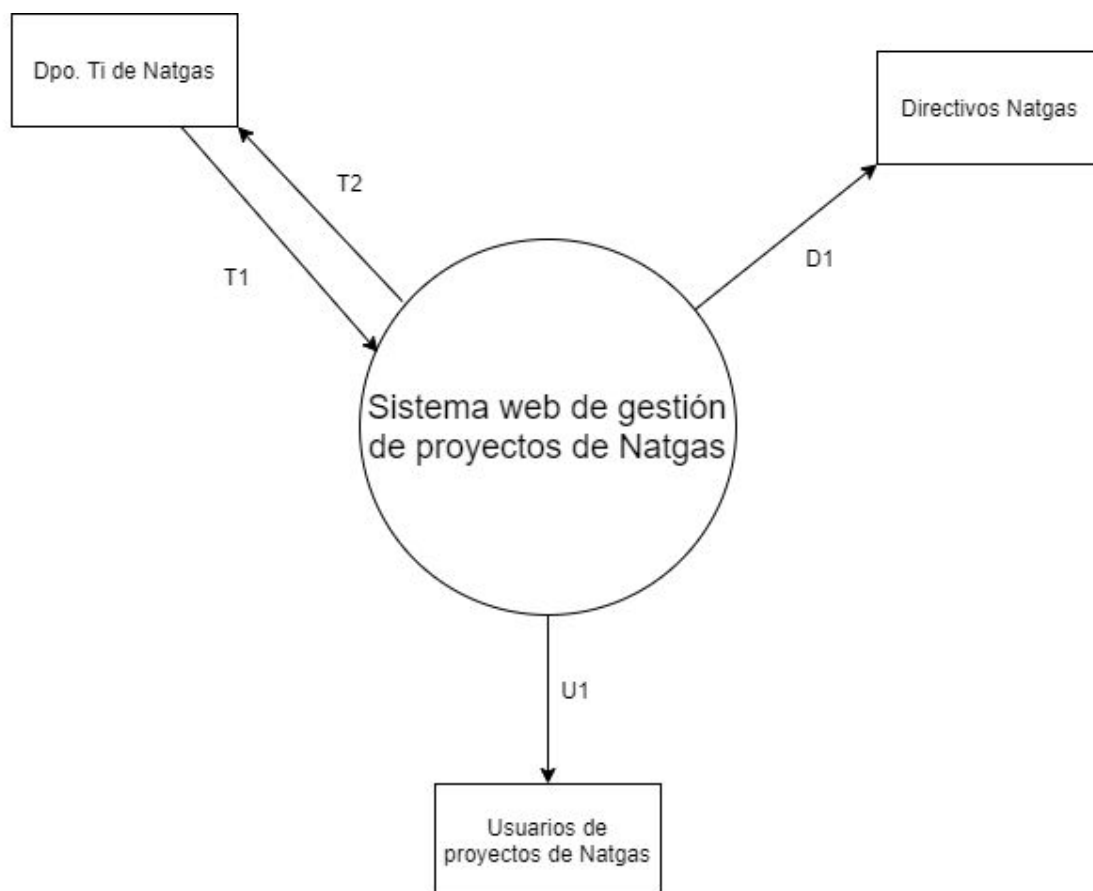 Dpo. Ti de Natgas
Directivos Natgas
T2
T1
D1
Sistema web de gestión
de proyectos de Natgas
U1
Usuarios de
proyectos de Natgas